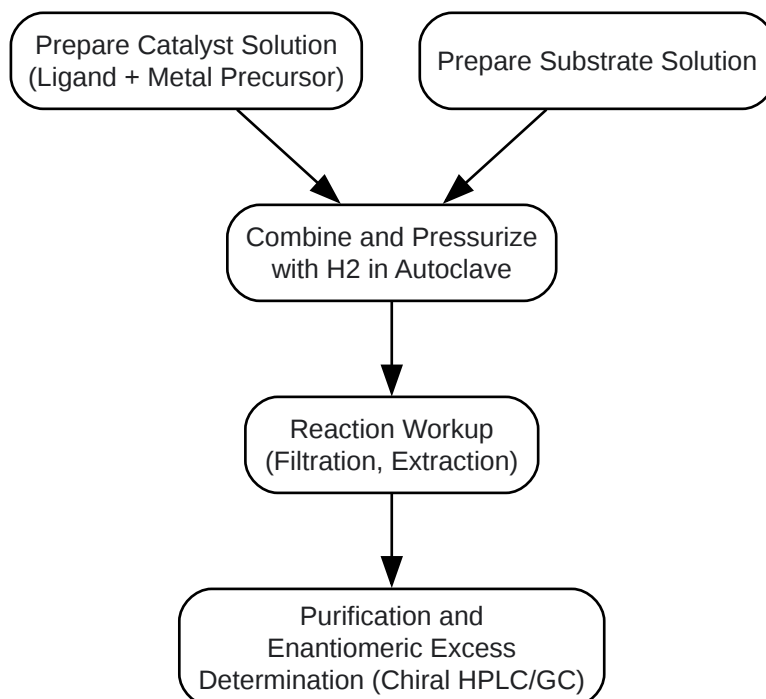 Prepare Catalyst Solution
(Ligand + Metal Precursor)
Prepare Substrate Solution
Combine and Pressurize
with H2 in Autoclave
Reaction Workup
(Filtration, Extraction)
Purification and
Enantiomeric Excess
Determination (Chiral HPLC/GC)